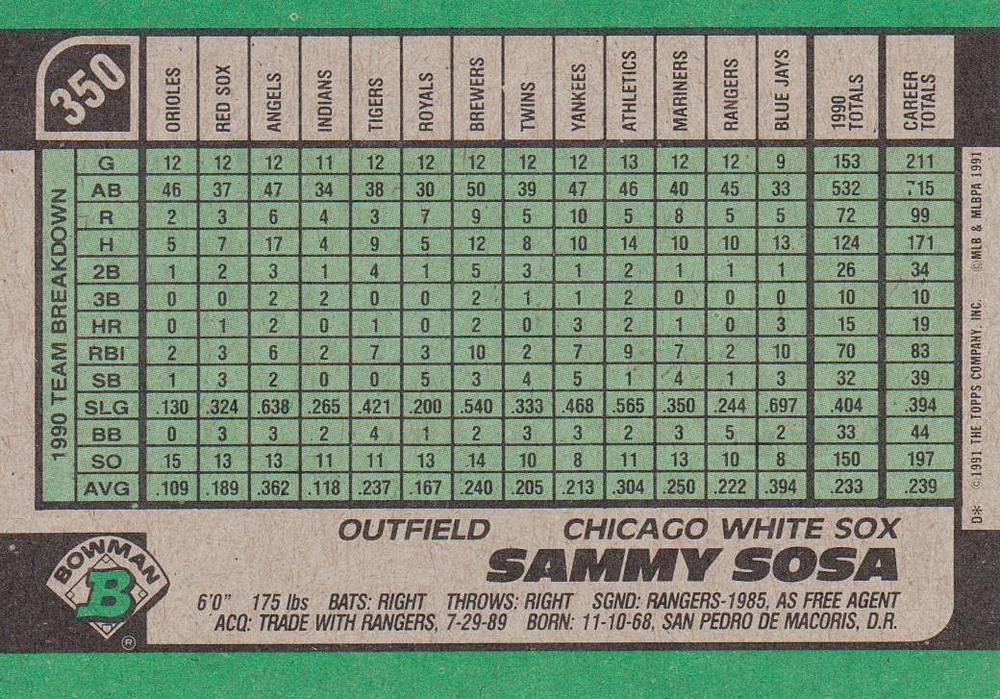 350
ORIOLES RED SOX ANGELS INDIANS TIGERS ROYALS BREWERS TWINS YANKEES ATHLETICS MARINERS RANGERS BLUE JAYS 1990 TOTALS CAREER TOTALS
1990 TEAM BREAKDOWN
G 12 12 12 11 12 12 12 12 12 13 12 12 9 153 211
AB 46 37 47 34 38 30 50 39 47 46 40 45 33 532 715
R 2 3 6 4 3 7 9 5 10 5 8 5 5 72 99
H 5 7 17 4 9 5 12 8 10 14 10 10 13 124 171
2B 1 2 3 1 4 1 5 3 1 2 1 1 1 26 34
3B 0 0 2 2 0 0 2 1 1 2 0 0 0 10 10
HR 0 1 2 0 1 0 2 0 3 2 1 0 3 15 19
RBI 2 3 6 2 7 3 10 2 7 9 7 2 10 70 83
SB 1 3 2 0 0 5 3 4 5 1 4 1 3 32 39
SLG .130 .324 .638 .265 .421 .200 .540 .333 .468 .565 .350 .244 .697 .404 .394
BB 0 3 3 2 4 1 2 3 3 2 3 5 2 33 44
SO 15 13 13 11 11 13 14 10 8 11 13 10 8 150 197
AVG .109 .189 .362 .118 .237 .167 .240 .205 .213 .304 .250 .222 .394 .233 .239
D* ©1991 THE TOPPS COMPANY, INC. ©MLB & MLBPA 1991
OUTFIELD CHICAGO WHITE SOX
SAMMY SOSA
BOWMAN
B
®
6'0" 175 lbs BATS: RIGHT THROWS: RIGHT SGND: RANGERS-1985, AS FREE AGENT
ACQ: TRADE WITH RANGERS, 7-29-89 BORN: 11-10-68, SAN PEDRO DE MACORIS, D.R.